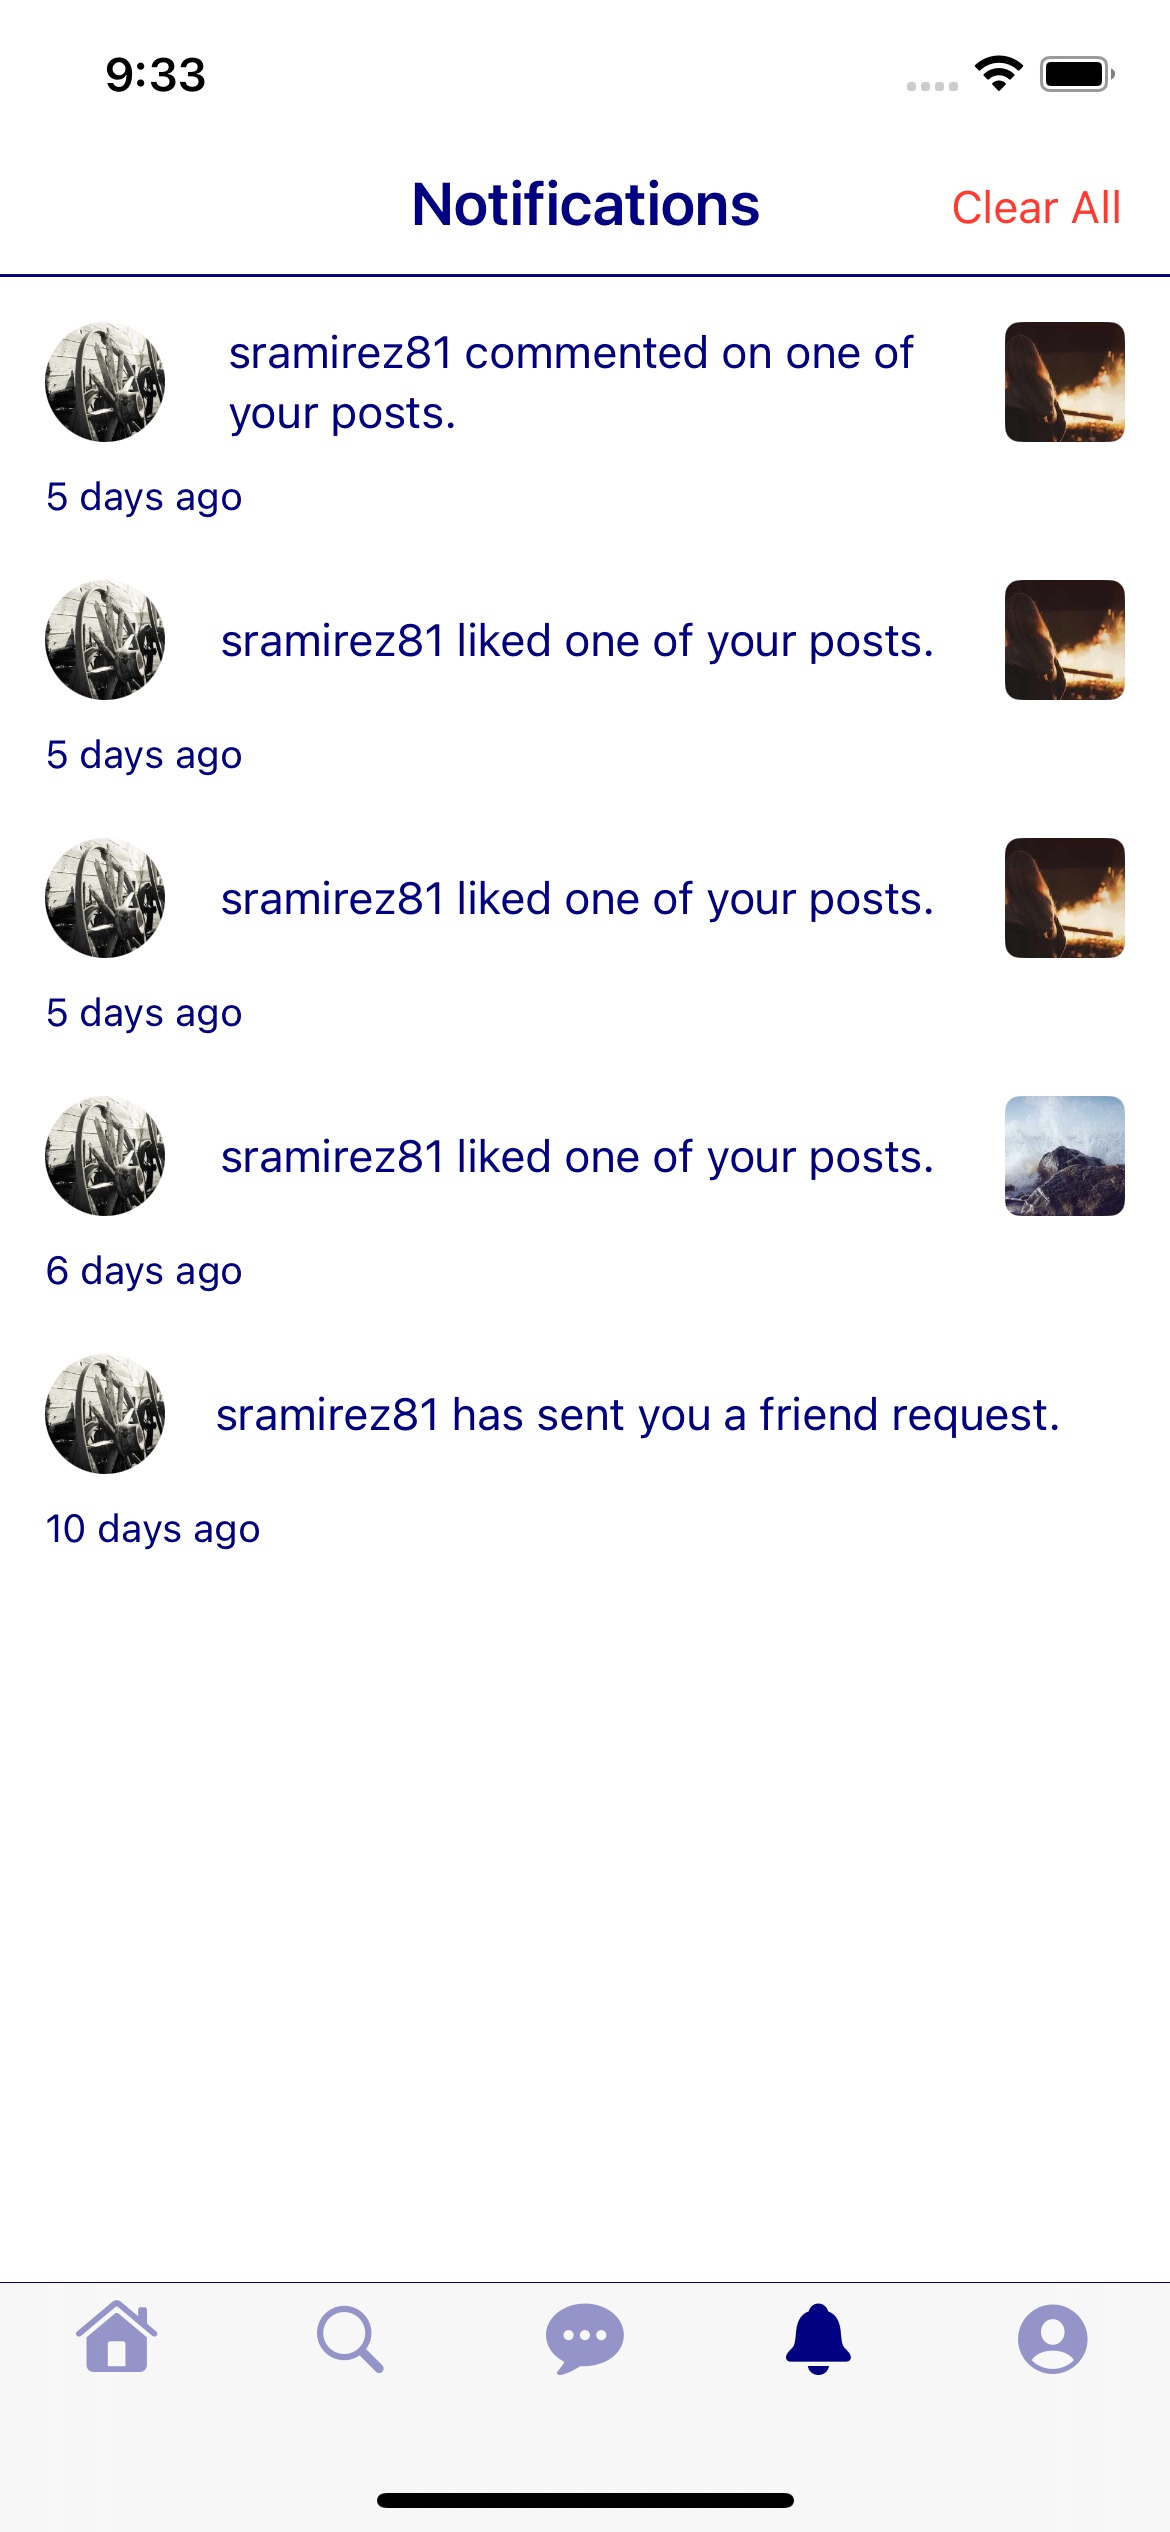 9:33
Notifications
Clear All
sramirez81 commented on one of
your posts.
5 days ago
sramirez81 liked one of your posts.
5 days ago
sramirez81 liked one of your posts.
5 days ago
sramirez81 liked one of your posts.
6 days ago
sramirez81 has sent you a friend request.
10 days ago